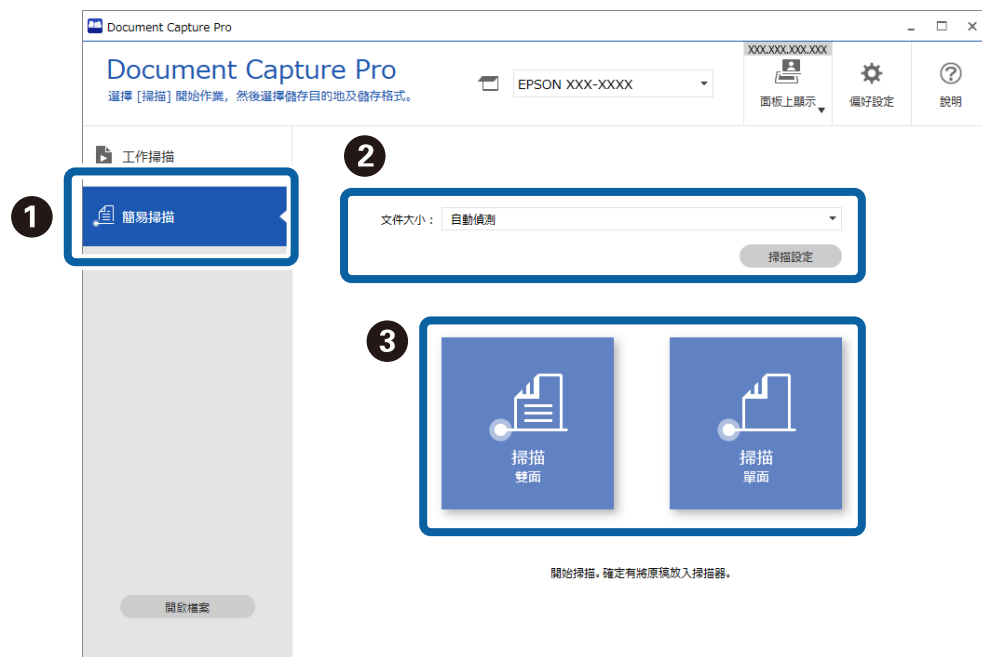 Document Capture Pro
Document Capture Pro
選擇 [掃描] 開始作業，然後選擇儲存目的地及儲存格式。
EPSON XXX-XXXX
XXX.XXX.XXX.XXX
面板上顯示
偏好設定
?
說明
工作掃描
1
簡易掃描
2
文件大小：
自動偵測
掃描設定
3
掃描
雙面
掃描
單面
開始掃描。確定有將原稿放入掃描器。
開啟檔案